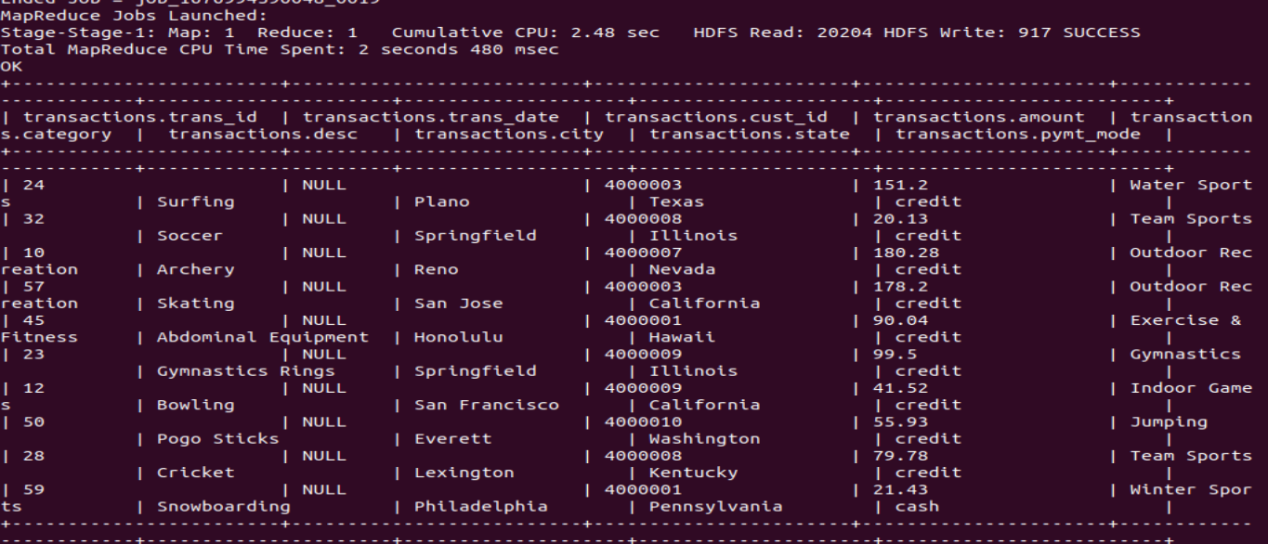 MapReduce Jobs Launched:
Stage-Stage-1: Map: 1  Reduce: 1   Cumulative CPU: 2.48 sec   HDFS Read: 20204 HDFS Write: 917 SUCCESS
Total MapReduce CPU Time Spent: 2 seconds 480 msec
OK
+------------------------+--------------------------+-----------------------+----------------------+------------
------------+----------------------+--------------------+---------------------+-------------------------+
| transactions.trans_id  | transactions.trans_date  | transactions.cust_id  | transactions.amount  | transaction
s.category  |  transactions.desc   | transactions.city  | transactions.state  | transactions.pymt_mode  |
+------------------------+--------------------------+-----------------------+----------------------+------------
------------+----------------------+--------------------+---------------------+-------------------------+
| 24                     | NULL                     | 4000003               | 151.2                | Water Sport
s           | Surfing              | Plano              | Texas               | credit                  |
| 32                     | NULL                     | 4000008               | 20.13                | Team Sports
            | Soccer               | Springfield        | Illinois            | credit                  |
| 10                     | NULL                     | 4000007               | 180.28               | Outdoor Rec
reation     | Archery              | Reno               | Nevada              | credit                  |
| 57                     | NULL                     | 4000003               | 178.2                | Outdoor Rec
reation     | Skating              | San Jose           | California          | credit                  |
| 45                     | NULL                     | 4000001               | 90.04                | Exercise &
Fitness     | Abdominal Equipment  | Honolulu           | Hawaii              | credit                  |
| 23                     | NULL                     | 4000009               | 99.5                 | Gymnastics
            | Gymnastics Rings     | Springfield        | Illinois            | credit                  |
| 12                     | NULL                     | 4000009               | 41.52                | Indoor Game
s           | Bowling              | San Francisco      | California          | credit                  |
| 50                     | NULL                     | 4000010               | 55.93                | Jumping
            | Pogo Sticks          | Everett            | Washington          | credit                  |
| 28                     | NULL                     | 4000008               | 79.78                | Team Sports
            | Cricket              | Lexington          | Kentucky            | credit                  |
| 59                     | NULL                     | 4000001               | 21.43                | Winter Spor
ts          | Snowboarding         | Philadelphia       | Pennsylvania        | cash                    |
+------------------------+--------------------------+-----------------------+----------------------+------------
------------+----------------------+--------------------+---------------------+-------------------------+